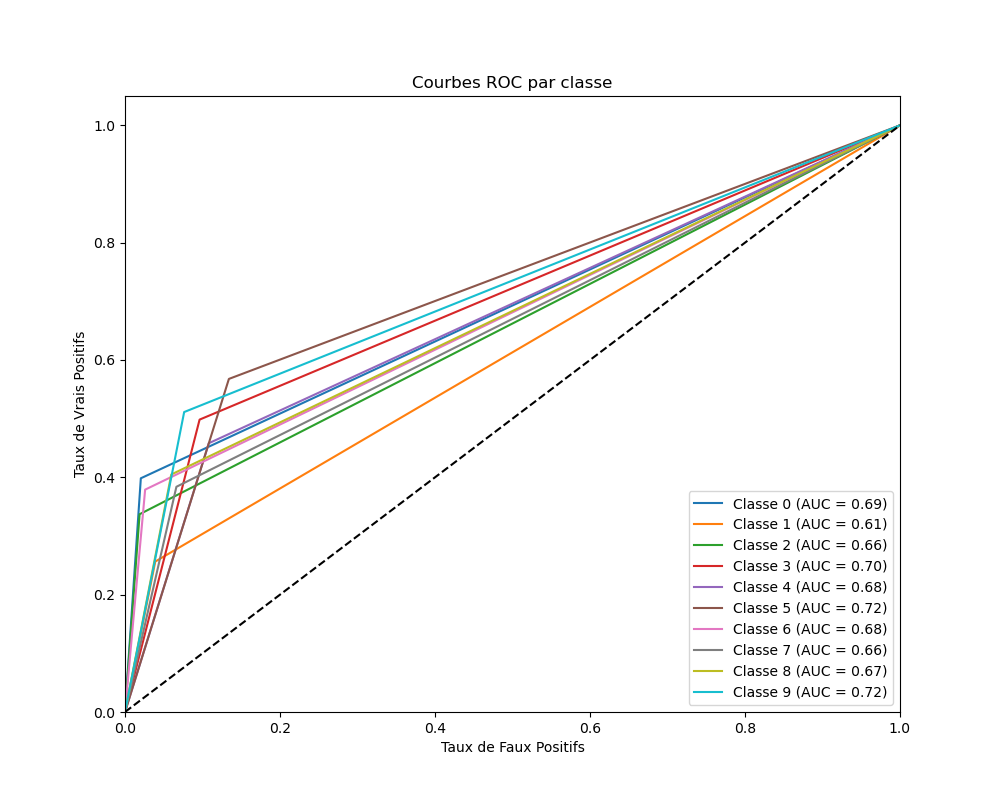 Courbes ROC par classe
Taux de Vrais Positifs
1.0
0.8
0.6
0.4
0.2
0.0
Classe 0 (AUC = 0.69)
Classe 1 (AUC = 0.61)
Classe 2 (AUC = 0.66)
Classe 3 (AUC = 0.70)
Classe 4 (AUC = 0.68)
Classe 5 (AUC = 0.72)
Classe 6 (AUC = 0.68)
Classe 7 (AUC = 0.66)
Classe 8 (AUC = 0.67)
Classe 9 (AUC = 0.72)
0.0 0.2 0.4 0.6 0.8 1.0
Taux de Faux Positifs